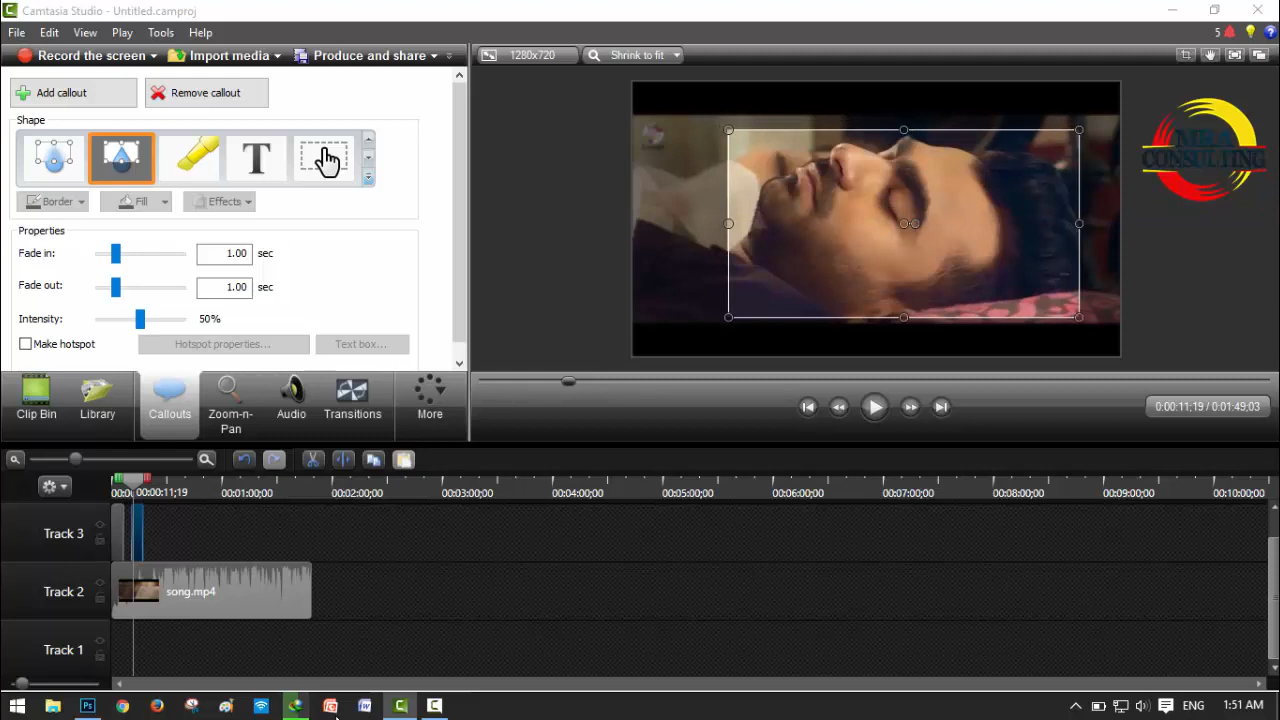 Camtasia Studio - Untitled.camproj
File Edit View Play Tools Help
5
Record the screen Import media Produce and share
1280x720 Shrink to fit
Add callout Remove callout
Shape
T
Border Fill Effects
MRA
CONSULTING
Properties
Fade in: 1.00 sec
Fade out: 1.00 sec
Intensity: 50%
Make hotspot Hotspot properties... Text box...
Clip Bin Library Callouts Zoom-n-Pan Audio Transitions More
0:00:11;19 / 0:01:49;03
00:00:11;19 00:01:00;00 00:02:00;00 00:03:00;00 00:04:00;00 00:05:00;00 00:06:00;00 00:07:00;00 00:08:00;00 00:09:00;00 00:10:00;00
Track 3
Track 2 song.mp4
Track 1
ENG 1:51 AM